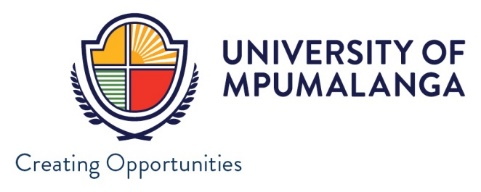 UNIVERSITY OF
MPUMALANGA
Creating Opportunities